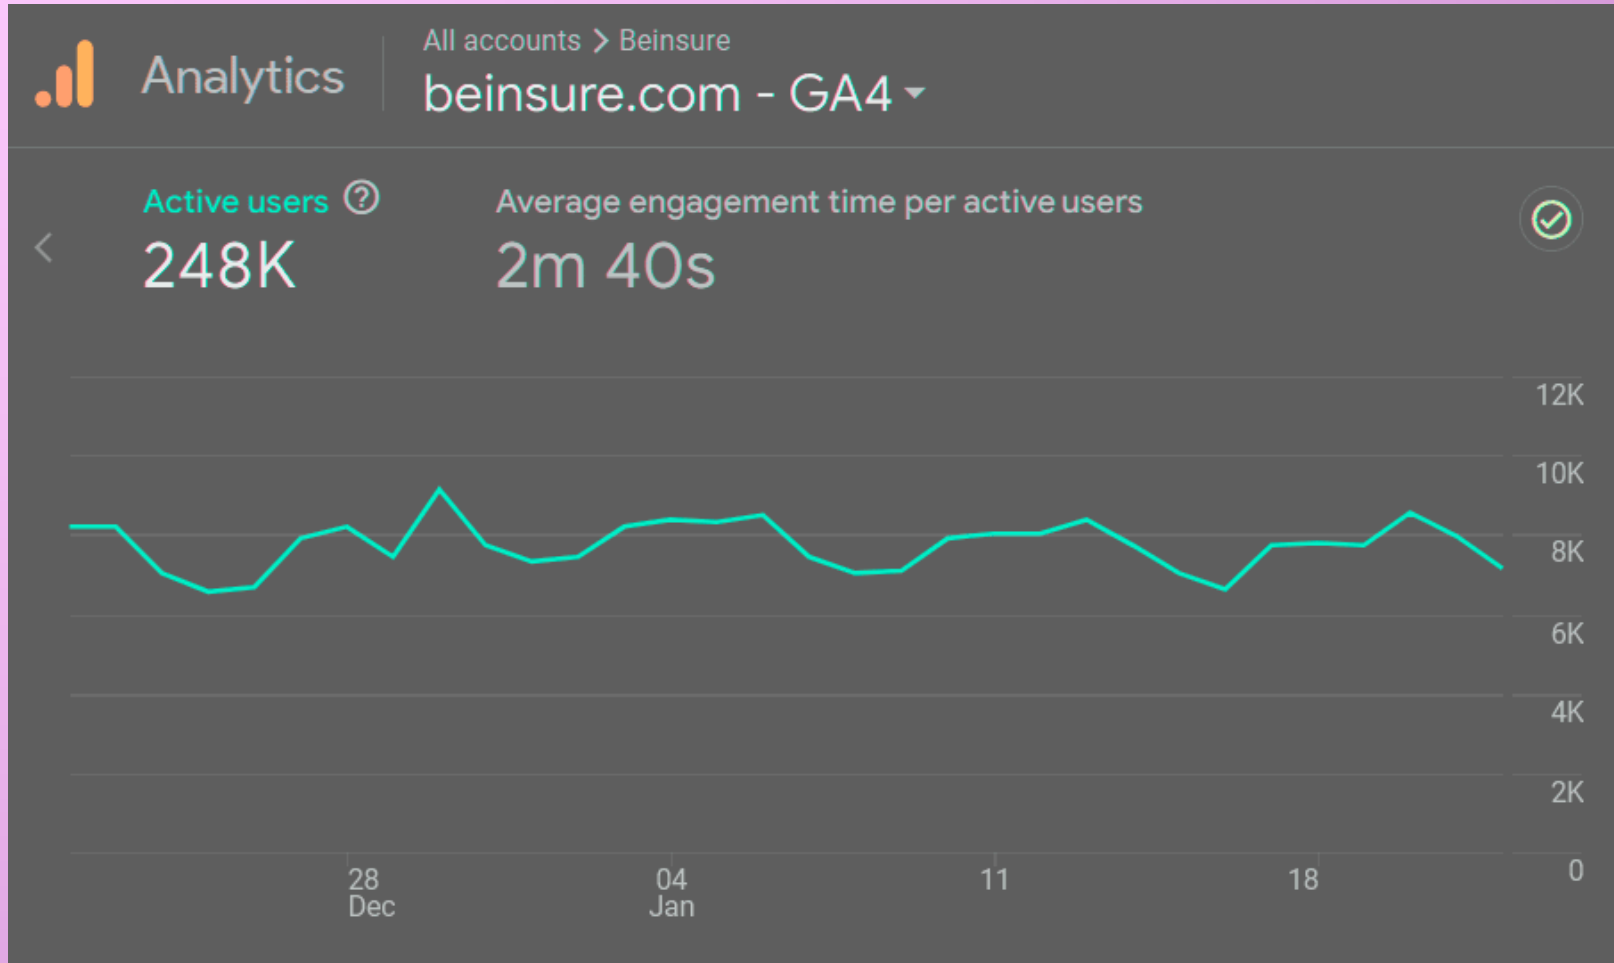 Analytics
All accounts > Beinsure
beinsure.com - GA4
Active users ?
248K
Average engagement time per active users
2m 40s
12K
10K
8K
6K
4K
2K
0
28
Dec
04
Jan
11
18